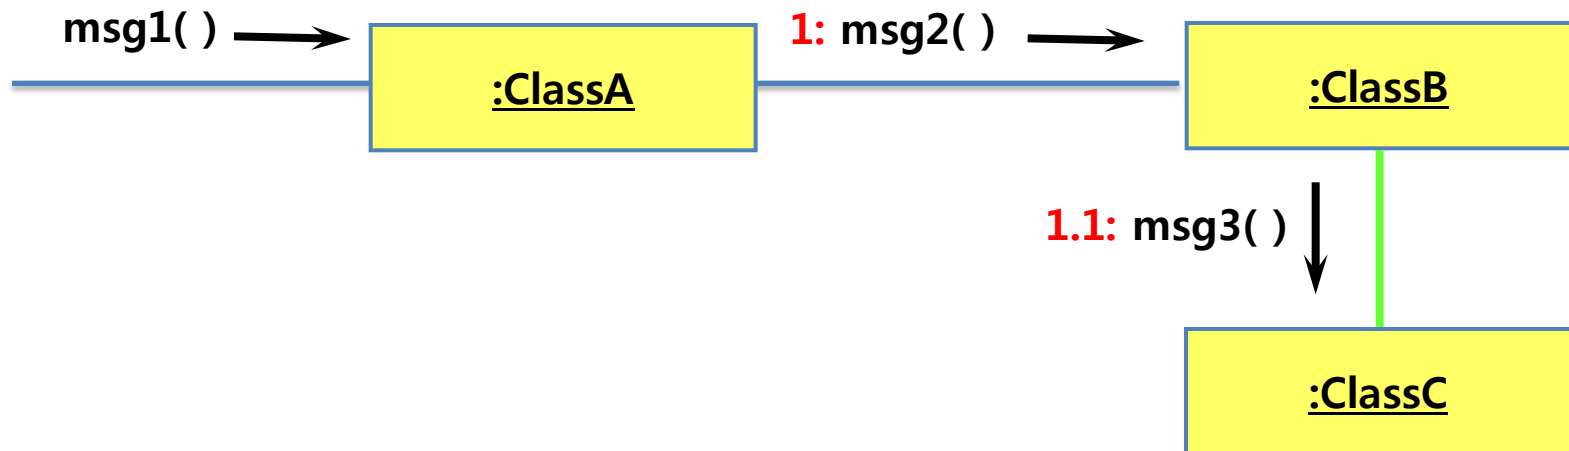 msg1( )
1: msg2( )
:ClassA
:ClassB
1.1: msg3( )
:ClassC